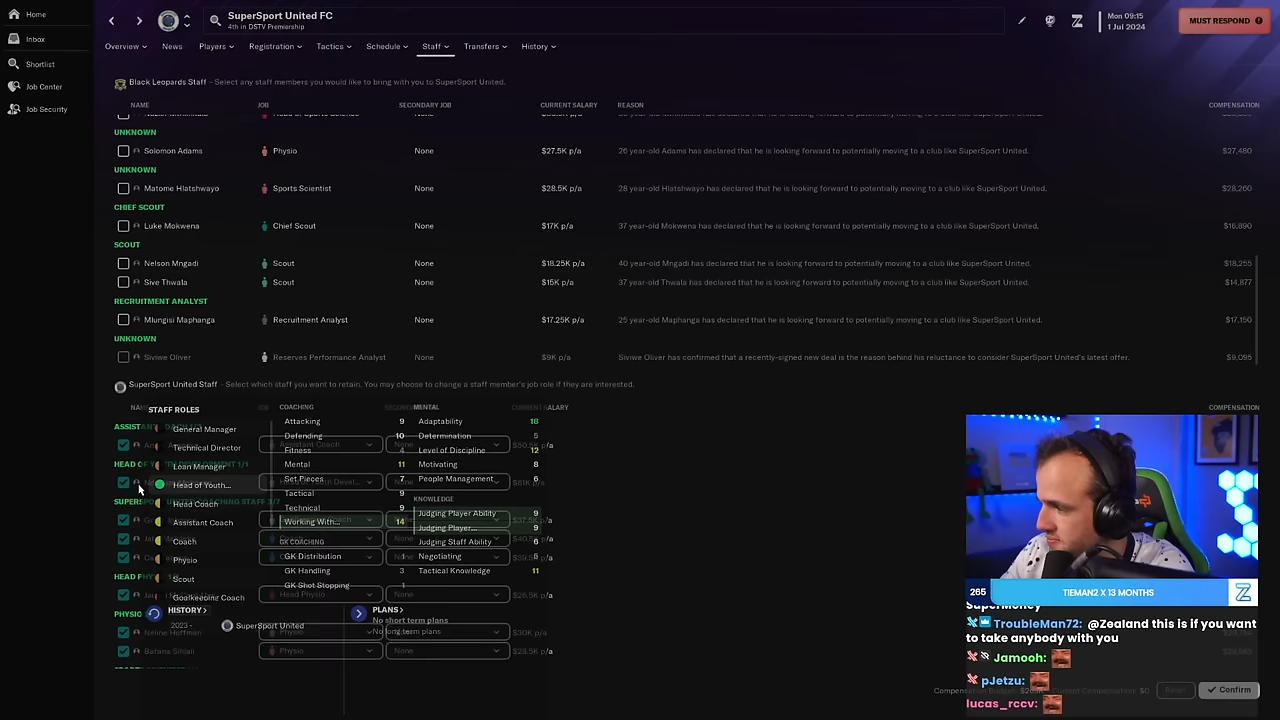 Home
Inbox
Shortlist
Job Center
Job Security
SuperSport United FC
4th in DSTV Premiership
Mon 09:15
1 Jul 2024
MUST RESPOND
Overview
News
Players
Registration
Tactics
Schedule
Staff
Transfers
History
Black Leopards Staff - Select any staff members you would like to bring with you to SuperSport United.
NAME JOB SECONDARY JOB CURRENT SALARY REASON COMPENSATION
UNKNOWN
Solomon Adams Physio None $27.5K p/a 26 year-old Adams has declared that he is looking forward to potentially moving to a club like SuperSport United. $27,480
UNKNOWN
Matome Hlatshwayo Sports Scientist None $28.5K p/a 28 year-old Hlatshwayo has declared that he is looking forward to potentially moving to a club like SuperSport United. $28,260
CHIEF SCOUT
Luke Mokwena Chief Scout None $17K p/a 37 year-old Mokwena has declared that he is looking forward to potentially moving to a club like SuperSport United. $16,890
SCOUT
Nelson Mngadi Scout None $18.25K p/a 40 year-old Mngadi has declared that he is looking forward to potentially moving to a club like SuperSport United. $18,255
Sive Thwala Scout None $15K p/a 37 year-old Thwala has declared that he is looking forward to potentially moving to a club like SuperSport United. $14,877
RECRUITMENT ANALYST
Mlungisi Maphanga Recruitment Analyst None $17.25K p/a 25 year-old Maphanga has declared that he is looking forward to potentially moving to a club like SuperSport United. $17,150
UNKNOWN
Siviwe Oliver Reserves Performance Analyst None $9K p/a Siviwe Oliver has confirmed that a recently-signed new deal is the reason behind his reluctance to consider SuperSport United's latest offer. $9,095
SuperSport United Staff - Select which staff you want to retain. You may choose to change a staff member's job role if they are interested.
COMPENSATION
STAFF ROLES
General Manager
Technical Director
Loan Manager
Head of Youth...
Head Coach
Assistant Coach
Coach
Physio
Scout
Goalkeeping Coach
COACHING
Attacking 9
Defending 10
Fitness 4
Mental 11
Set Pieces 7
Tactical 9
Technical 9
Working With... 14
GK COACHING
GK Distribution 1
GK Handling 3
GK Shot Stopping 1
MENTAL
Adaptability 18
Determination 5
Level of Discipline 12
Motivating 8
People Management 6
KNOWLEDGE
Judging Player Ability 9
Judging Player... 9
Judging Staff Ability 6
Negotiating 5
Tactical Knowledge 11
HISTORY >
2023 - SuperSport United
PLANS >
No short term plans
No long term plans
Head Physio
Neline Hoffman Physio None $30K p/a
Bafana Sihlali Physio None
Confirm
265 TIEMAN2 X 13 MONTHS
SuperMoney
TroubleMan72: @Zealand this is if you want
to take anybody with you
Jamooh:
pJetzu:
lucas_rccv: